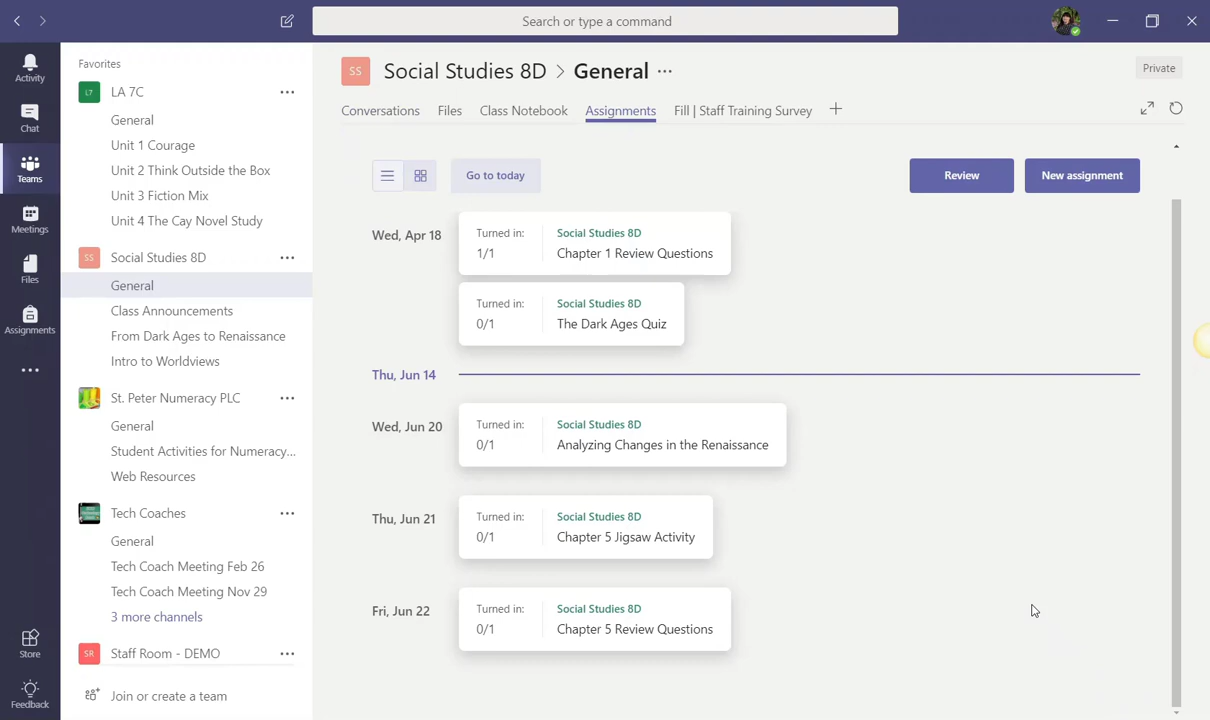 Search or type a command
Activity
Chat
Teams
Meetings
Files
Assignments
Store
Feedback
Favorites
L7 LA 7C
General
Unit 1 Courage
Unit 2 Think Outside the Box
Unit 3 Fiction Mix
Unit 4 The Cay Novel Study
SS Social Studies 8D
General
Class Announcements
From Dark Ages to Renaissance
Intro to Worldviews
St. Peter Numeracy PLC
General
Student Activities for Numeracy...
Web Resources
Tech Coaches
General
Tech Coach Meeting Feb 26
Tech Coach Meeting Nov 29
3 more channels
SR Staff Room - DEMO
Join or create a team
SS Social Studies 8D > General ...
Private
Conversations Files Class Notebook Assignments Fill | Staff Training Survey +
Go to today
Review
New assignment
Wed, Apr 18
Turned in: Social Studies 8D
1/1 Chapter 1 Review Questions
Turned in: Social Studies 8D
0/1 The Dark Ages Quiz
Thu, Jun 14
Wed, Jun 20
Turned in: Social Studies 8D
0/1 Analyzing Changes in the Renaissance
Thu, Jun 21
Turned in: Social Studies 8D
0/1 Chapter 5 Jigsaw Activity
Fri, Jun 22
Turned in: Social Studies 8D
0/1 Chapter 5 Review Questions